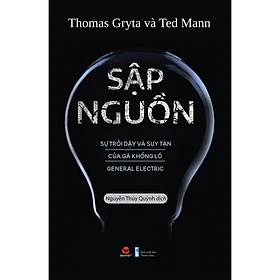 Thomas Gryta và Ted Mann
SẬP
NGUỒN
SỰ TRỖI DẬY VÀ SUY TÀN
CỦA GÃ KHỔNG LỒ
GENERAL ELECTRIC
Nguyễn Thúy Quỳnh dịch